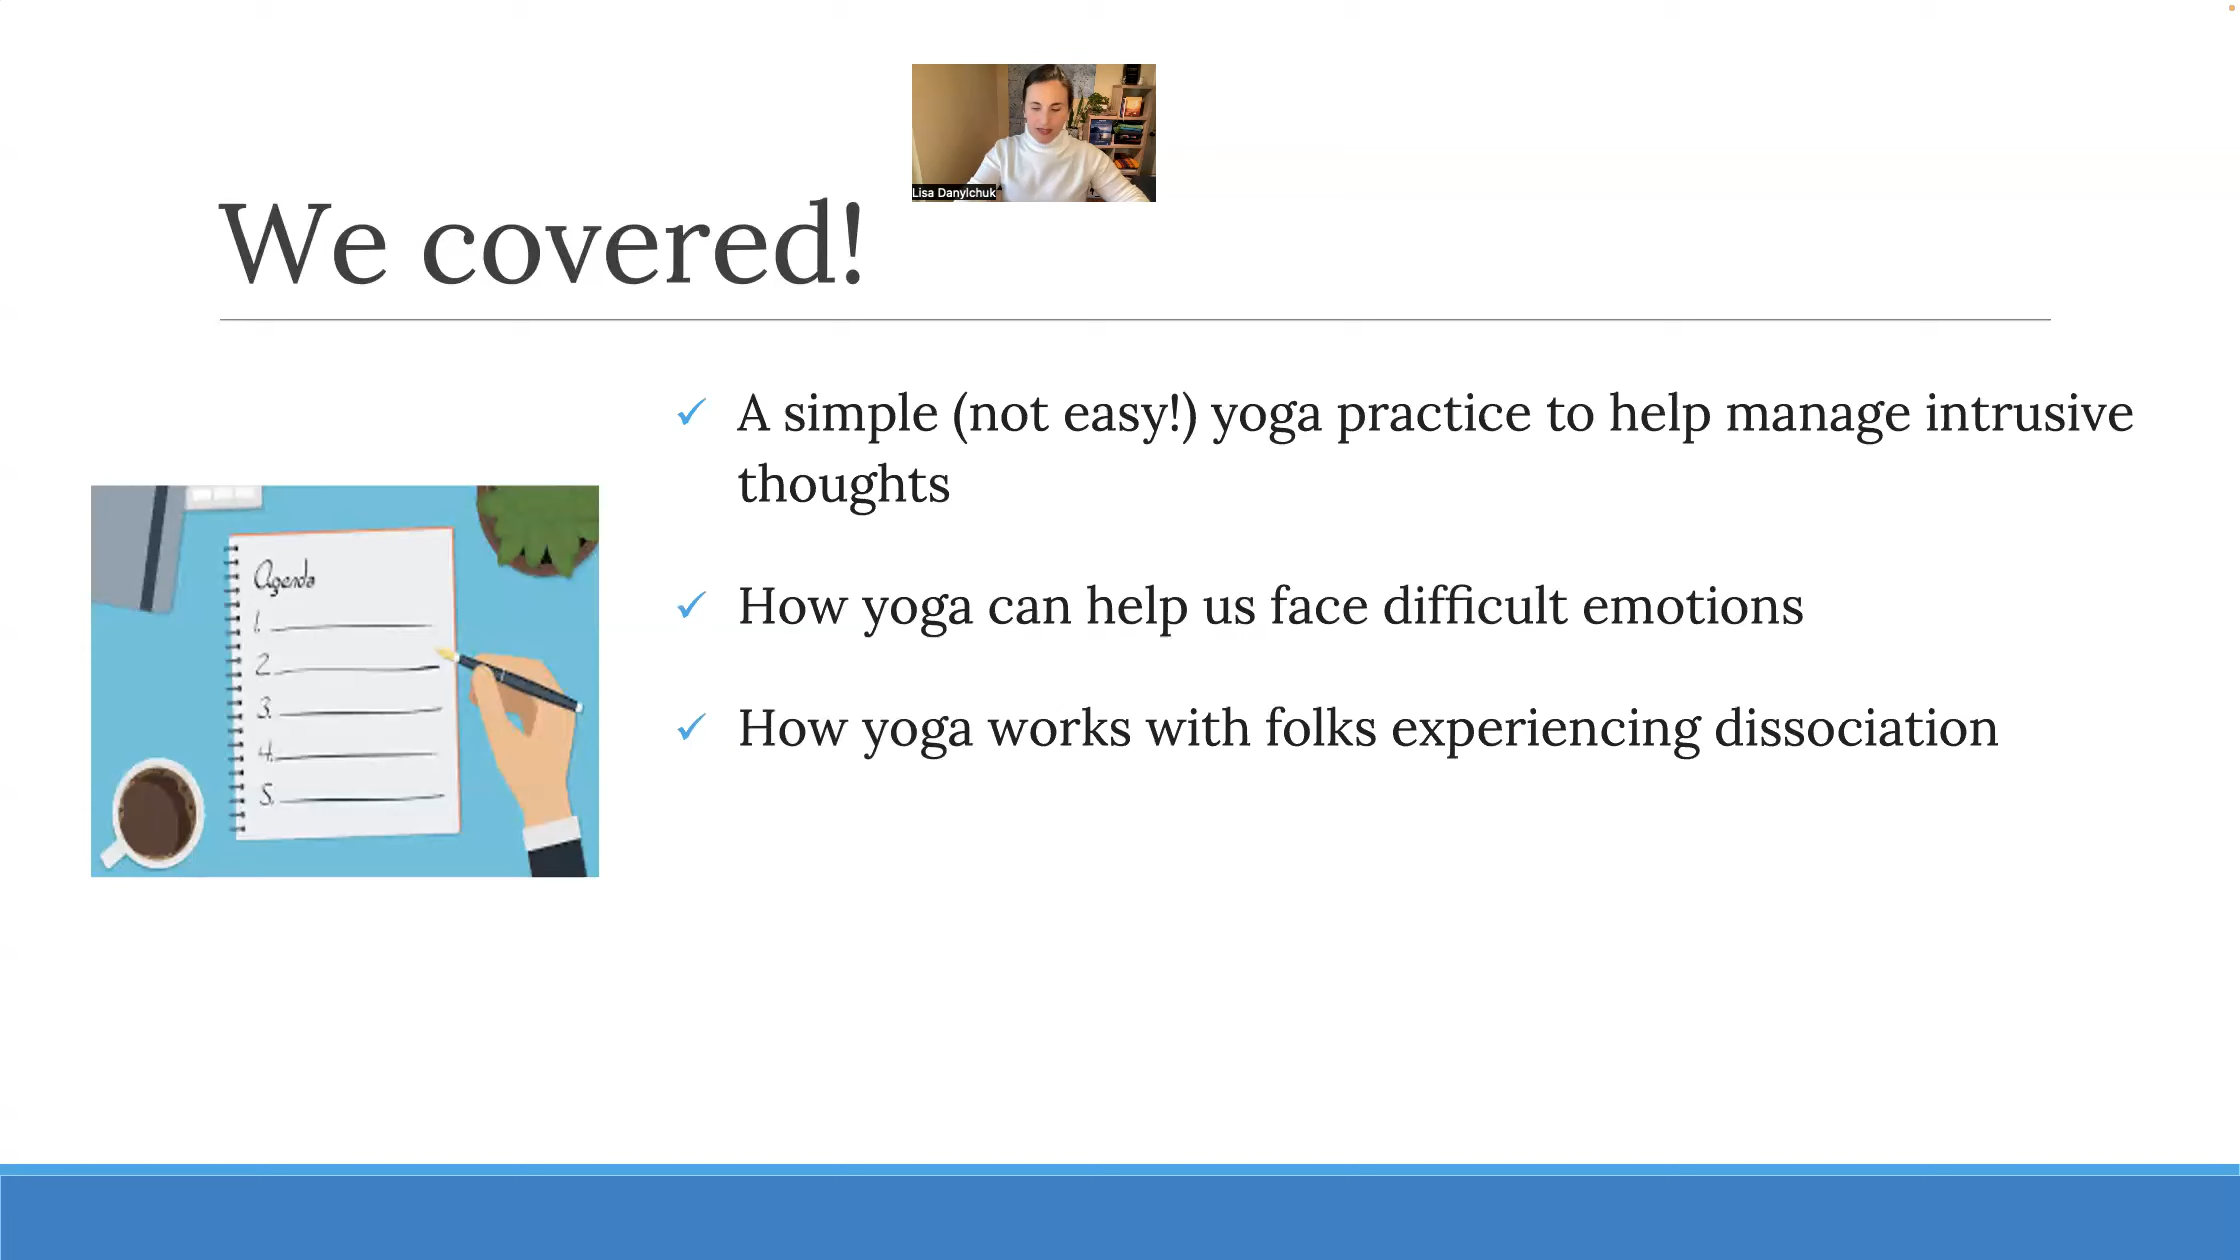 Lisa Danylchuk
We covered!
✓ A simple (not easy!) yoga practice to help manage intrusive
thoughts
✓ How yoga can help us face difficult emotions
✓ How yoga works with folks experiencing dissociation
Agenda
1.
2.
3.
4.
5.